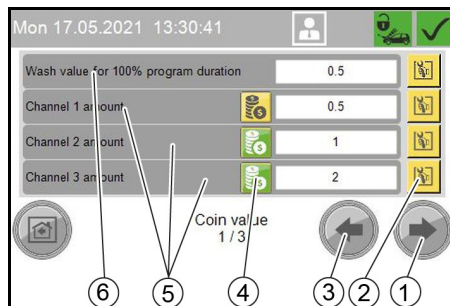 Mon 17.05.2021 13:30:41
Wash value for 100% program duration 0.5
Channel 1 amount 0.5
Channel 2 amount 1
Channel 3 amount 2
Coin value
1 / 3
6 5 4 3 2 1